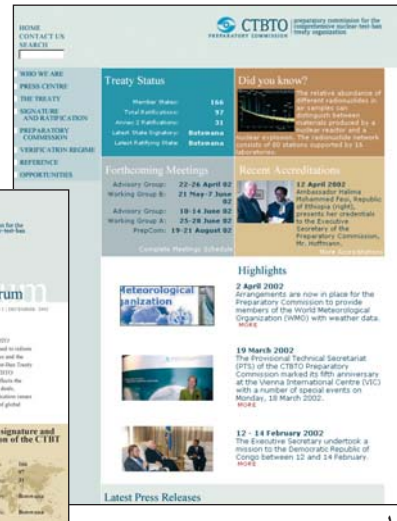 HOME
CONTACT US
SEARCH
CTBTO
PREPARATORY COMMISSION
preparatory commission for the
comprehensive nuclear-test-ban
treaty organization
WHO WE ARE
PRESS CENTRE
THE TREATY
SIGNATURE
AND RATIFICATION
PREPARATORY
COMMISSION
VERIFICATION REGIME
REFERENCE
OPPORTUNITIES
Treaty Status
Member States: 166
Total Ratifications: 97
Annex 2 Ratifications: 31
Latest State Signatory: Botswana
Latest Ratifying State: Botswana
Did you know?
The relative abundance of
different radionuclides in
air samples can
distinguish between
materials produced by a
nuclear reactor and a
nuclear explosion. The radionuclide network
consists of 80 stations supported by 16
laboratories.
Forthcoming Meetings
Advisory Group: 22-26 April 02
Working Group B: 21 May-7 June
02
Advisory Group: 10-14 June 02
Working Group A: 25-28 June 02
PrepCom: 19-21 August 02
Complete Meetings Schedule
Recent Accreditations
12 April 2002
Ambassador Halima
Mohammed Faoi, Republic
of Ethiopia (right),
presents her credentials
to the Executive
Secretary of the
Preparatory Commission,
Mr. Hoffmann.
More Accreditations
Highlights
Meteorological
ganization
2 April 2002
Arrangements are now in place for the
Preparatory Commission to provide
members of the World Meteorological
Organization (WMO) with weather data.
MORE
19 March 2002
The Provisional Technical Secretariat
(PTS) of the CTBTO Preparatory
Commission marked its fifth anniversary
at the Vienna International Centre (VIC)
with a number of special events on
Monday, 18 March 2002.
MORE
12 - 14 February 2002
The Executive Secretary undertook a
mission to the Democratic Republic of
Congo between 12 and 14 February.
MORE
Latest Press Releases
rum
DECEMBER 2002
signature and
on of the CTBT
166
97
31
Botswana
Botswana